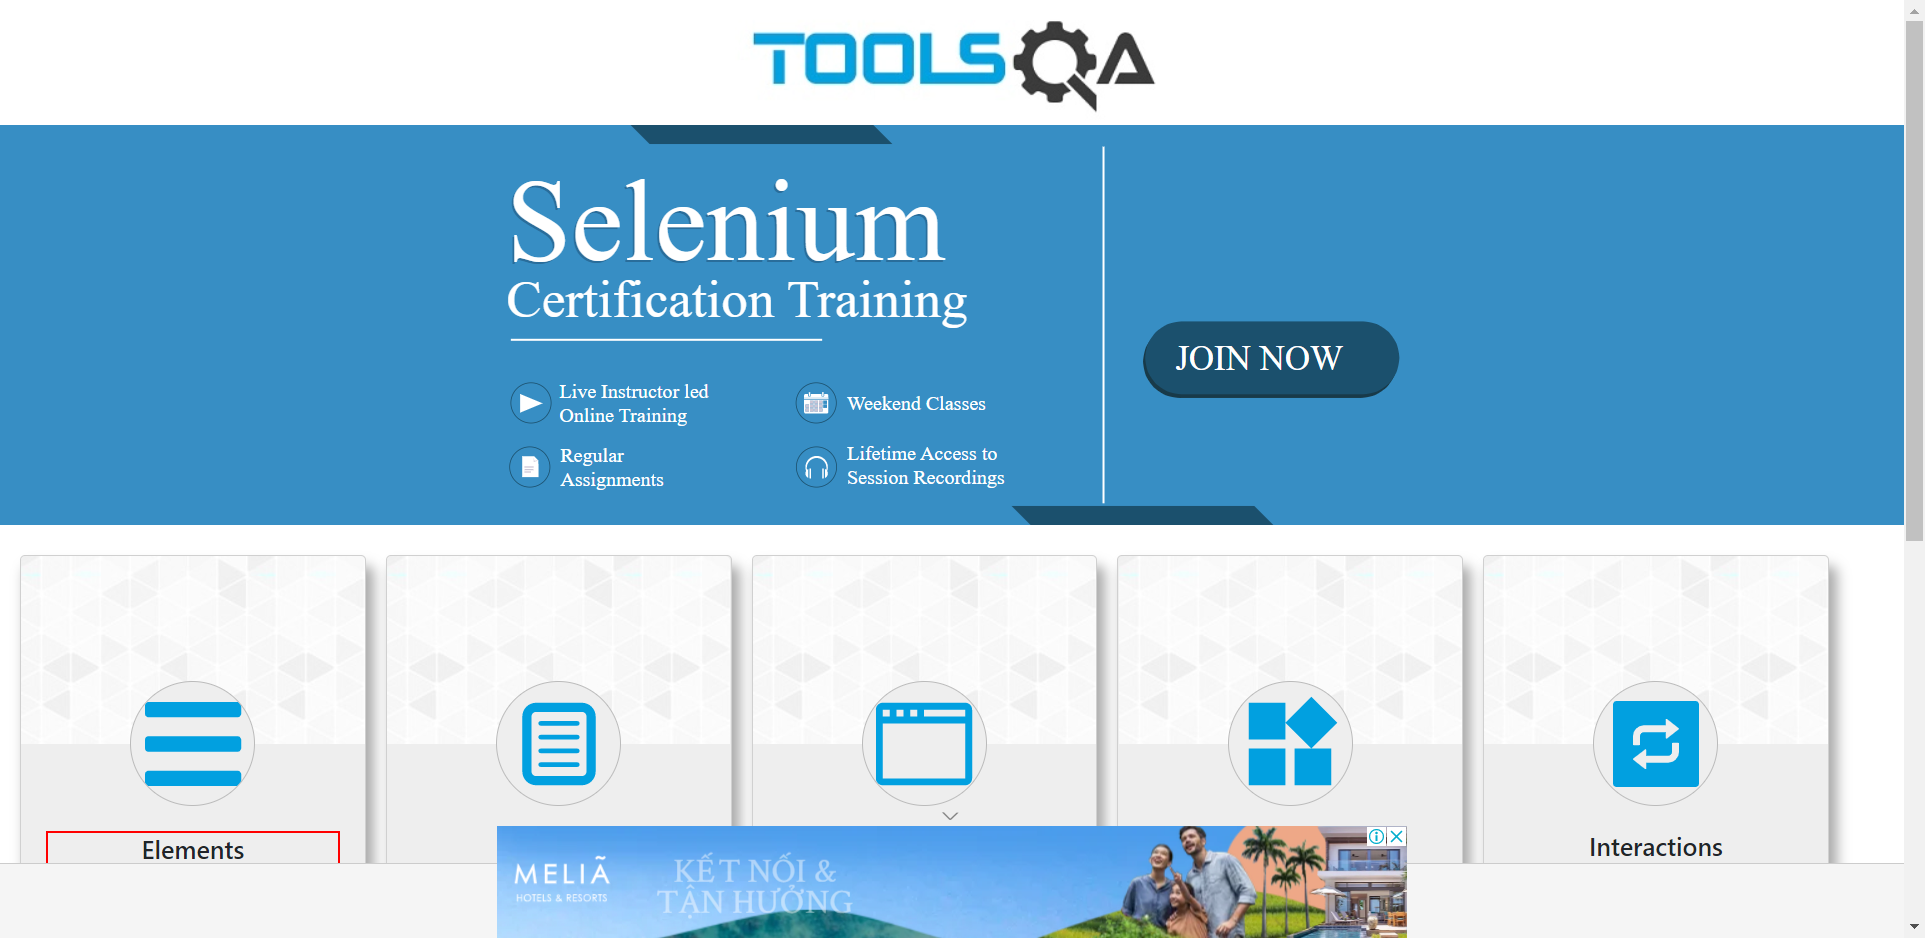 TOOLSQA
Selenium
Certification Training
JOIN NOW
Live Instructor led
Online Training
Weekend Classes
Regular
Assignments
Lifetime Access to
Session Recordings
Elements
Interactions
MELIÃ
HOTELS & RESORTS
KẾT NỐI &
TẬN HƯỞNG